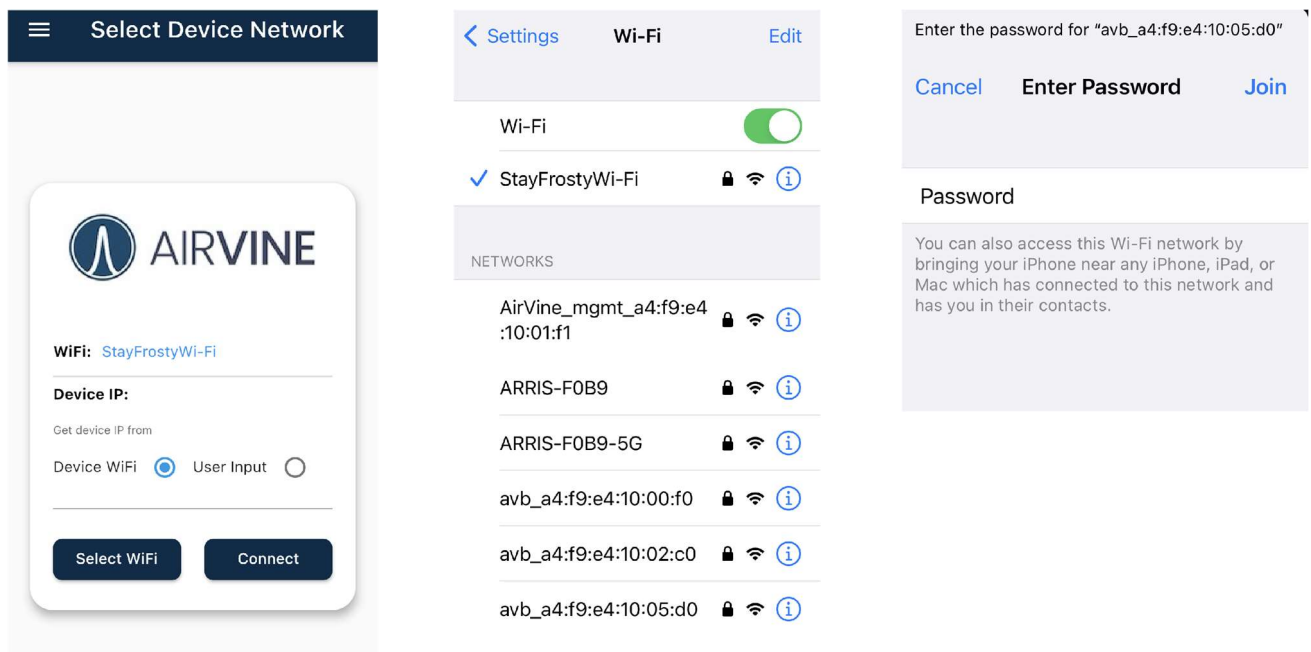 Select Device Network
AIRVINE
WiFi: StayFrostyWi-Fi
Device IP:
Get device IP from
Device WiFi User Input
Select WiFi Connect
Settings Wi-Fi Edit
Wi-Fi
StayFrostyWi-Fi
NETWORKS
AirVine_mgmt_a4:f9:e4
:10:01:f1
ARRIS-F0B9
ARRIS-F0B9-5G
avb_a4:f9:e4:10:00:f0
avb_a4:f9:e4:10:02:c0
avb_a4:f9:e4:10:05:d0
Enter the password for “avb_a4:f9:e4:10:05:d0”
Cancel Enter Password Join
Password
You can also access this Wi-Fi network by
bringing your iPhone near any iPhone, iPad, or
Mac which has connected to this network and
has you in their contacts.